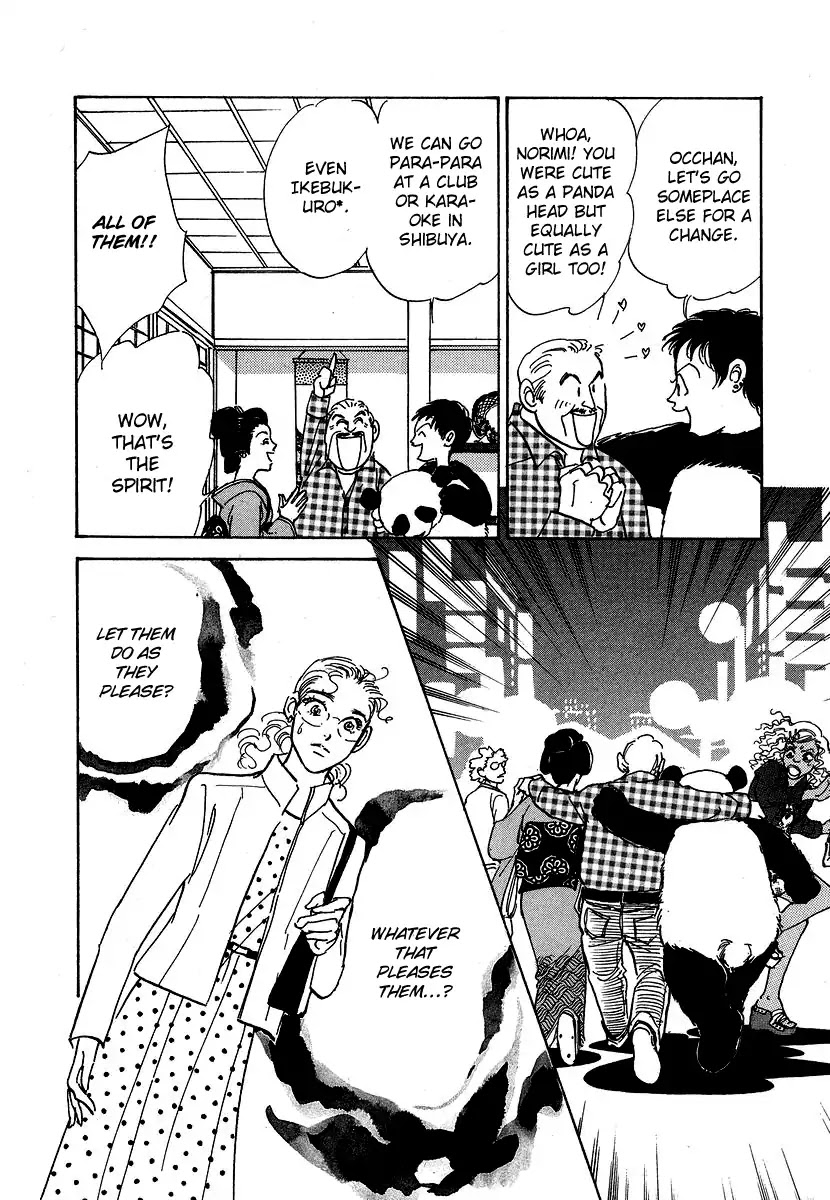 OCCHAN,
LET'S GO
SOMEPLACE
ELSE FOR A
CHANGE.
WHOA,
NORIMI! YOU
WERE CUTE
AS A PANDA
HEAD BUT
EQUALLY
CUTE AS A
GIRL TOO!
WE CAN GO
PARA-PARA
AT A CLUB
OR KARA-
OKE IN
SHIBUYA.
EVEN
IKEBUK-
URO*.
ALL OF
THEM!!
WOW,
THAT'S
THE
SPIRIT!
LET THEM
DO AS
THEY
PLEASE?
WHATEVER
THAT
PLEASES
THEM...?